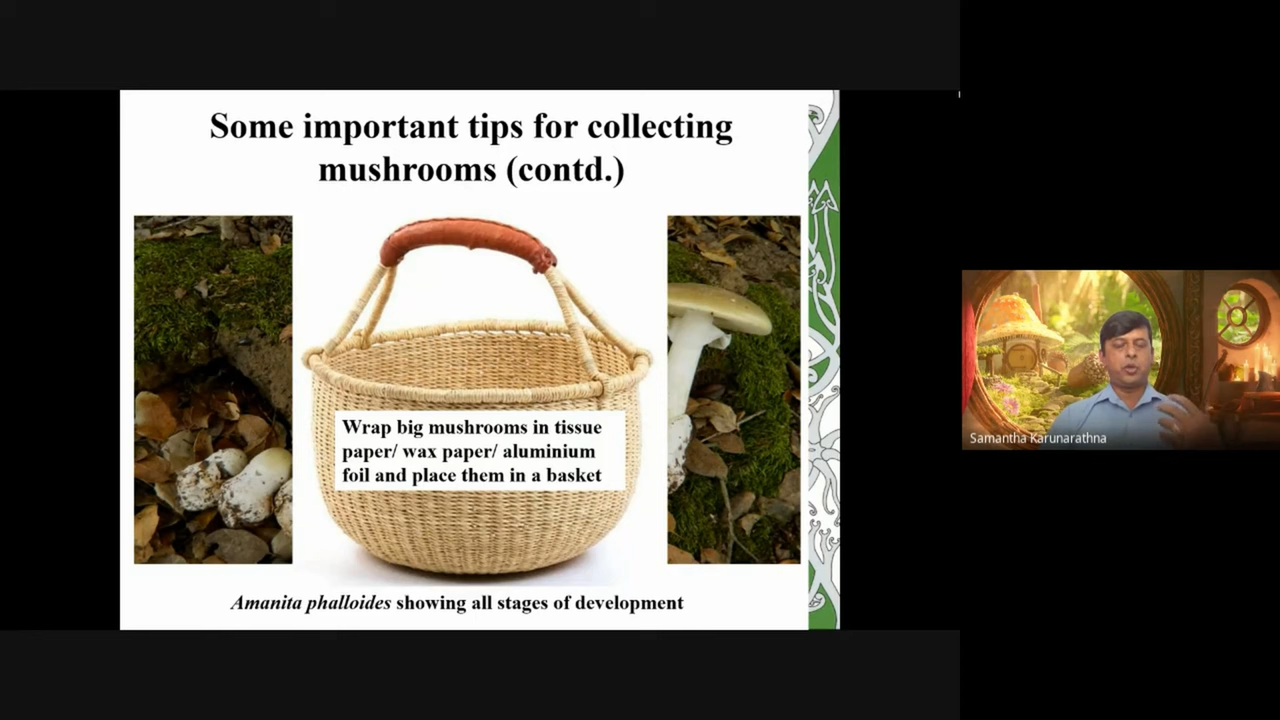 Some important tips for collecting
mushrooms (contd.)
Wrap big mushrooms in tissue
paper/ wax paper/ aluminium
foil and place them in a basket
Amanita phalloides showing all stages of development
Samantha Karunarathna